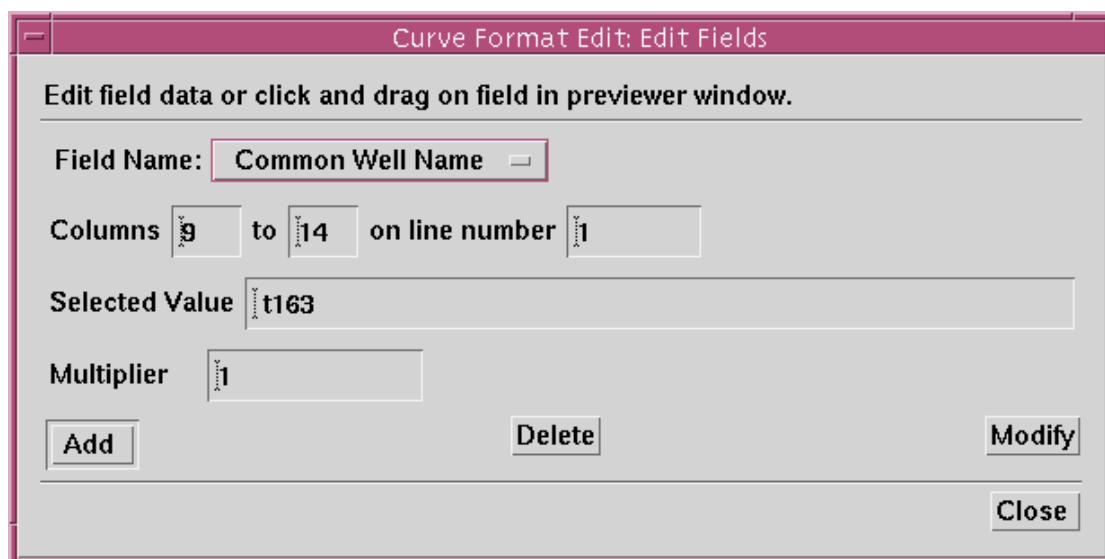 Curve Format Edit: Edit Fields
Edit field data or click and drag on field in previewer window.
Field Name: Common Well Name
Columns 9 to 14 on line number 1
Selected Value t163
Multiplier 1
Add Delete Modify
Close